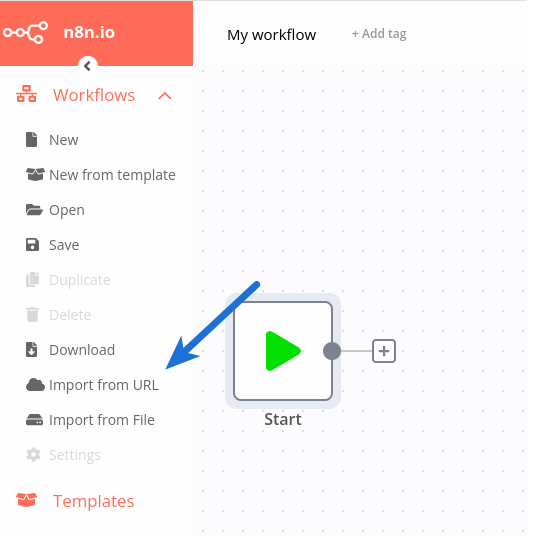 n8n.io
My workflow
+ Add tag
Workflows
New
New from template
Open
Save
Duplicate
Delete
Download
Import from URL
Import from File
Settings
Templates
Start